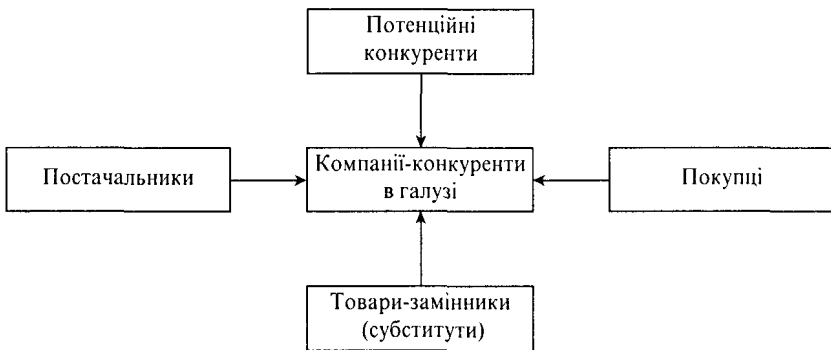 Потенційні
конкуренти
Постачальники
Компанії-конкуренти
в галузі
Покупці
Товари-замінники
(субститути)